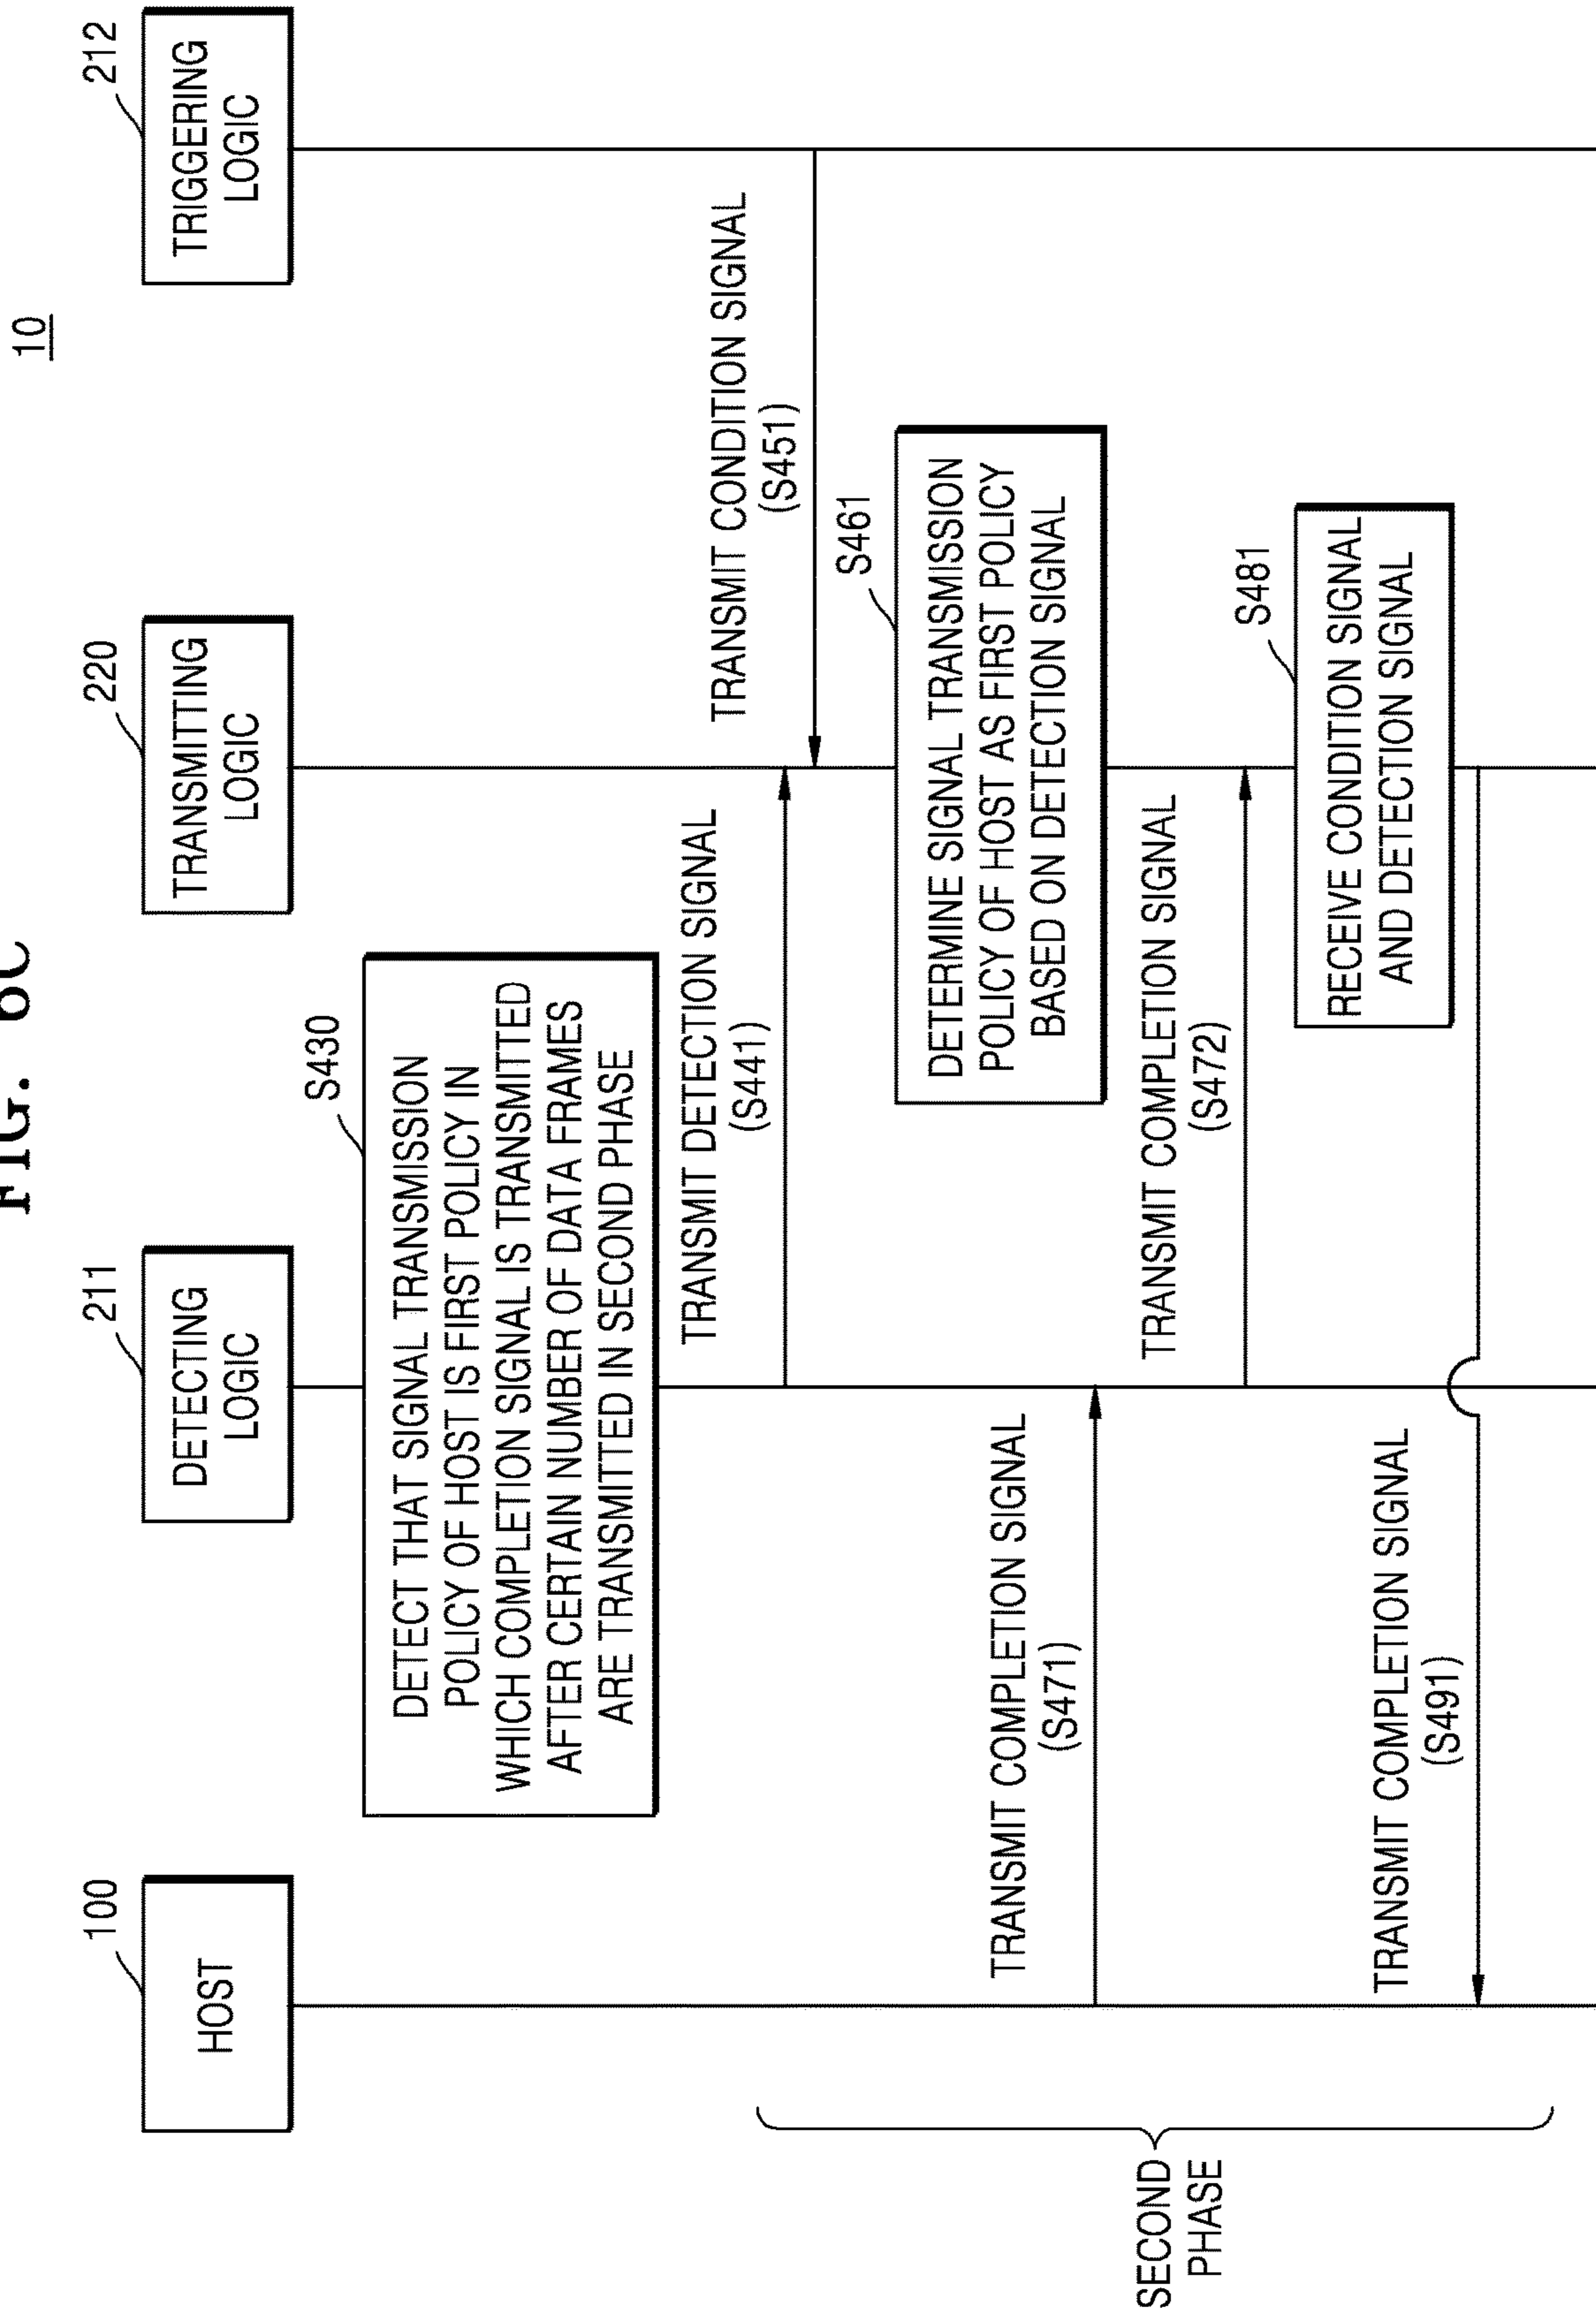 FIG. 6C
10
100
HOST
211
DETECTING
LOGIC
220
TRANSMITTING
LOGIC
212
TRIGGERING
LOGIC
S430
DETECT THAT SIGNAL TRANSMISSION
POLICY OF HOST IS FIRST POLICY IN
WHICH COMPLETION SIGNAL IS TRANSMITTED
AFTER CERTAIN NUMBER OF DATA FRAMES
ARE TRANSMITTED IN SECOND PHASE
TRANSMIT DETECTION SIGNAL
(S441)
TRANSMIT CONDITION SIGNAL
(S451)
S461
DETERMINE SIGNAL TRANSMISSION
POLICY OF HOST AS FIRST POLICY
BASED ON DETECTION SIGNAL
TRANSMIT COMPLETION SIGNAL
(S471)
TRANSMIT COMPLETION SIGNAL
(S472)
S481
RECEIVE CONDITION SIGNAL
AND DETECTION SIGNAL
TRANSMIT COMPLETION SIGNAL
(S491)
SECOND
PHASE